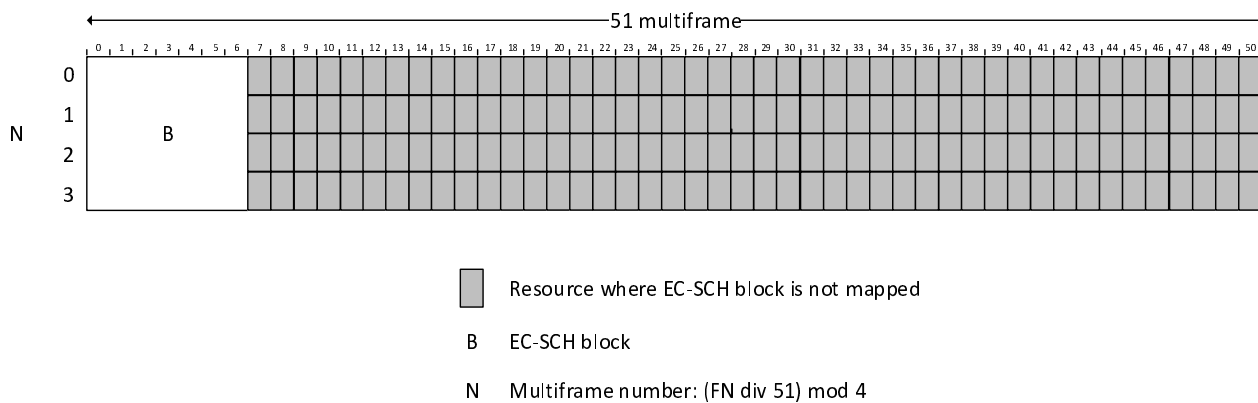 51 multiframe
0 1 2 3 4 5 6 7 8 9 10 11 12 13 14 15 16 17 18 19 20 21 22 23 24 25 26 27 28 29 30 31 32 33 34 35 36 37 38 39 40 41 42 43 44 45 46 47 48 49 50
0
1
N B
2
3
Resource where EC-SCH block is not mapped
B EC-SCH block
N Multiframe number: (FN div 51) mod 4